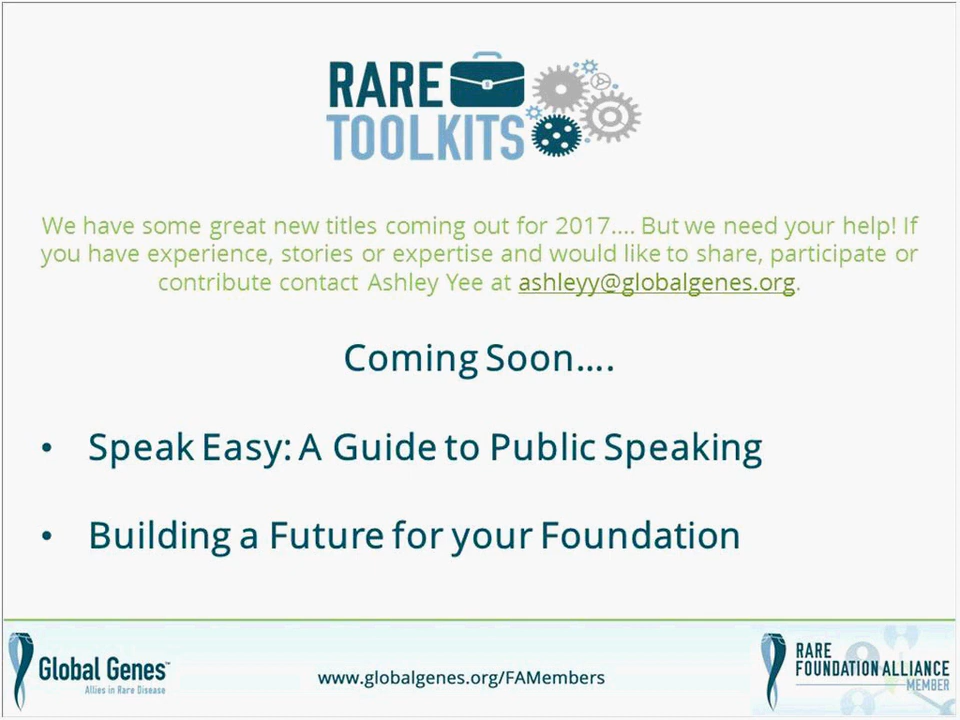 RARE
TOOLKITS
We have some great new titles coming out for 2017.... But we need your help! If
you have experience, stories or expertise and would like to share, participate or
contribute contact Ashley Yee at ashleyy@globalgenes.org.
Coming Soon....
• Speak Easy: A Guide to Public Speaking
• Building a Future for your Foundation
Global Genes™
Allies in Rare Disease
www.globalgenes.org/FAMembers
RARE
FOUNDATION ALLIANCE
MEMBER